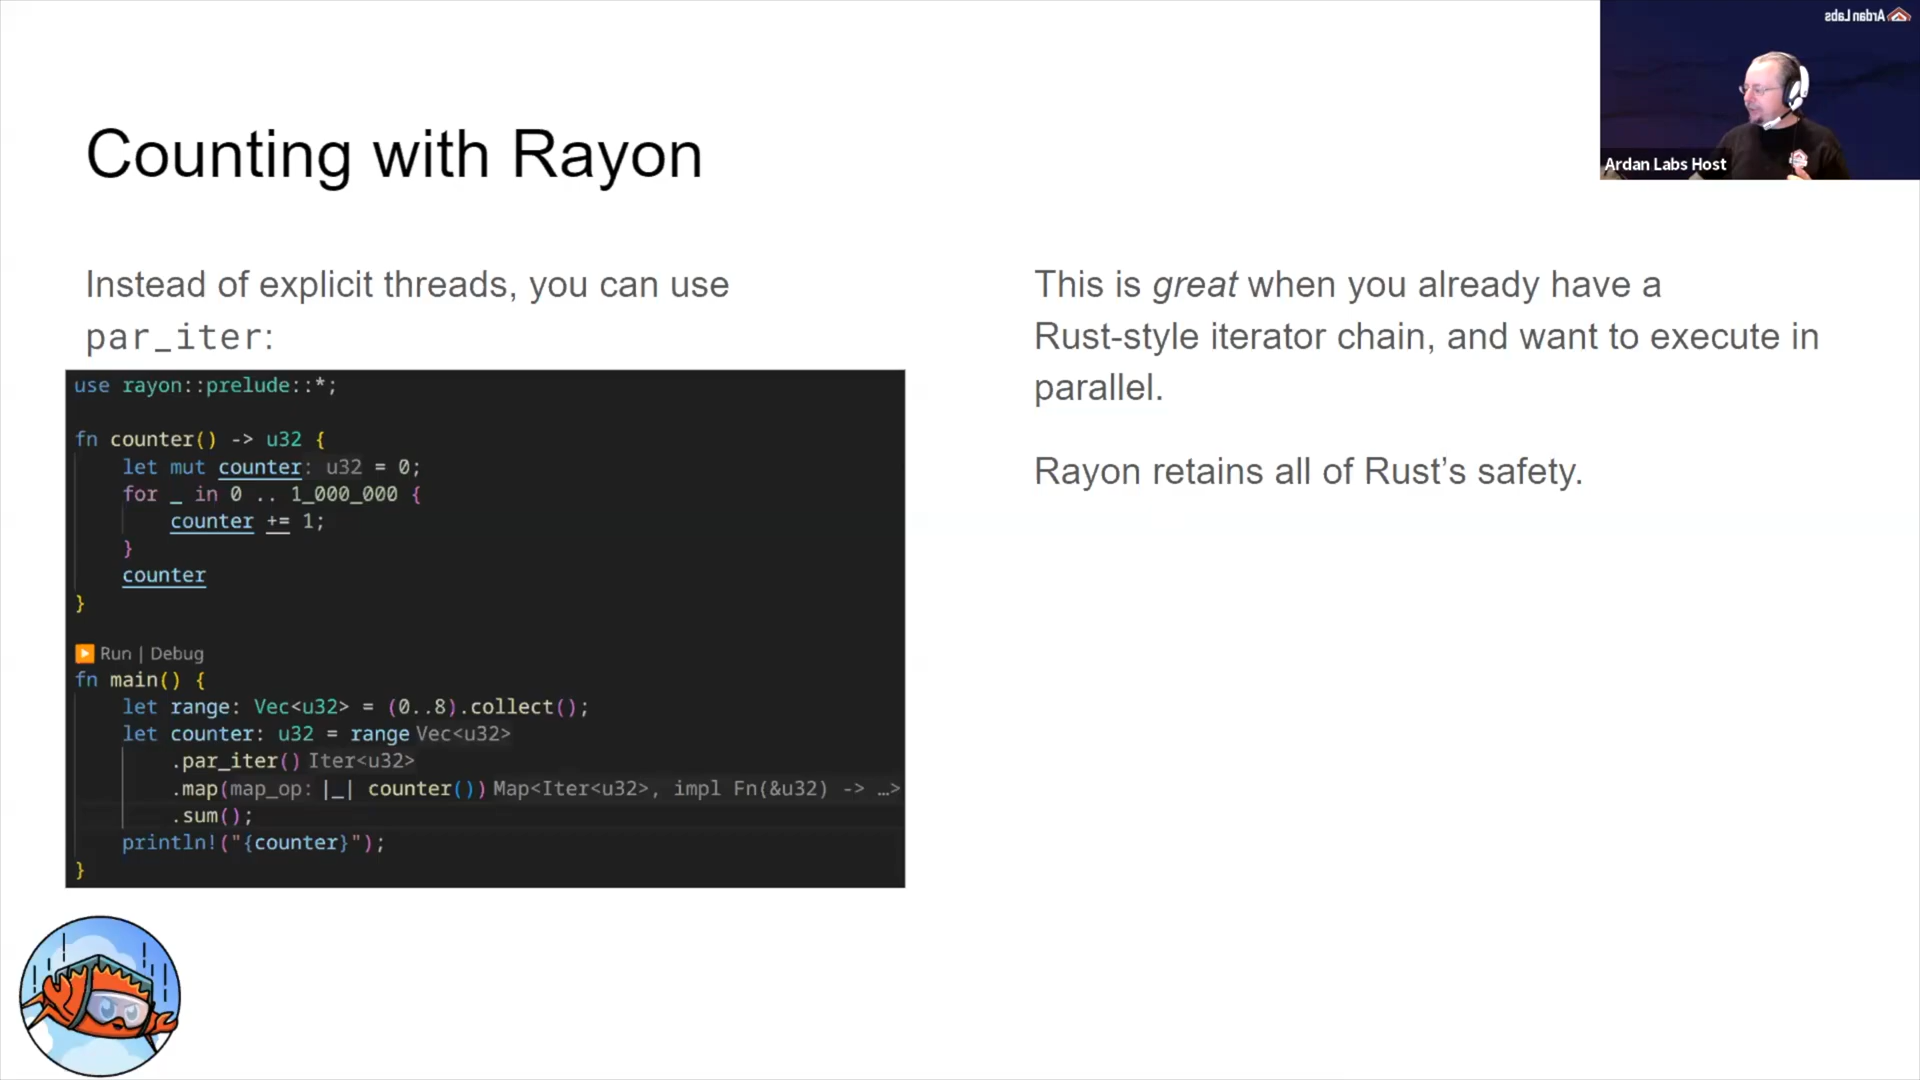 Counting with Rayon
Instead of explicit threads, you can use
par_iter:
use rayon::prelude::*;
fn counter() -> u32 {
    let mut counter: u32 = 0;
    for _ in 0 .. 1_000_000 {
        counter += 1;
    }
    counter
}
Run | Debug
fn main() {
    let range: Vec<u32> = (0..8).collect();
    let counter: u32 = range Vec<u32>
        .par_iter() Iter<u32>
        .map(map_op: |_| counter()) Map<Iter<u32>, impl Fn(&u32) -> …>
        .sum();
    println!("{counter}");
}
This is great when you already have a
Rust-style iterator chain, and want to execute in
parallel.
Rayon retains all of Rust’s safety.
Ardan Labs
Ardan Labs Host